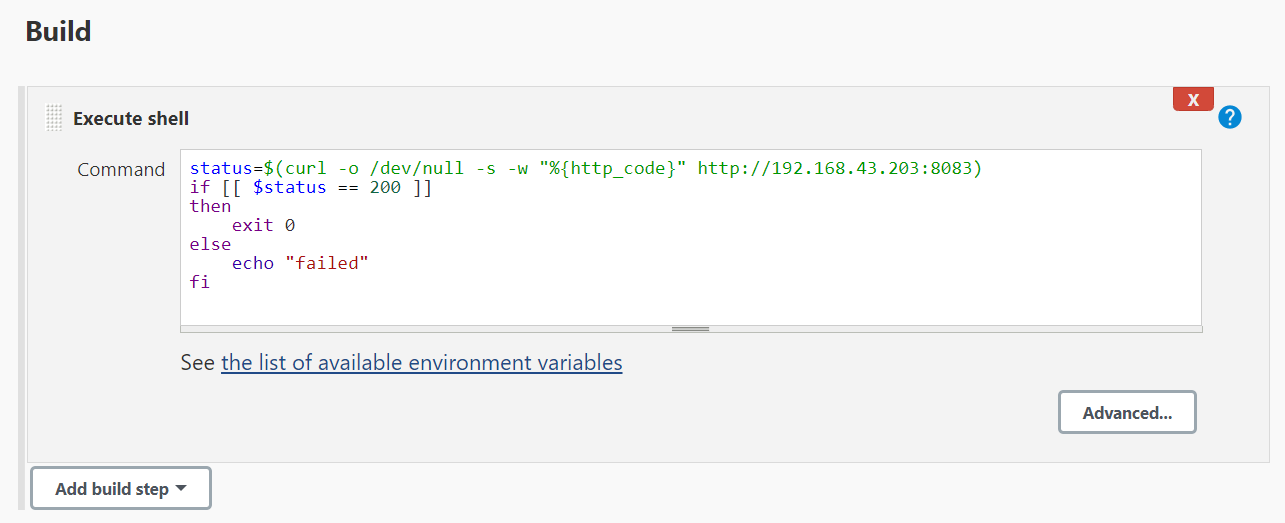 Build
X
Execute shell
?
Command
status=$(curl -o /dev/null -s -w "%{http_code}" http://192.168.43.203:8083)
if [[ $status == 200 ]]
then
    exit 0
else
    echo "failed"
fi
See the list of available environment variables
Advanced...
Add build step